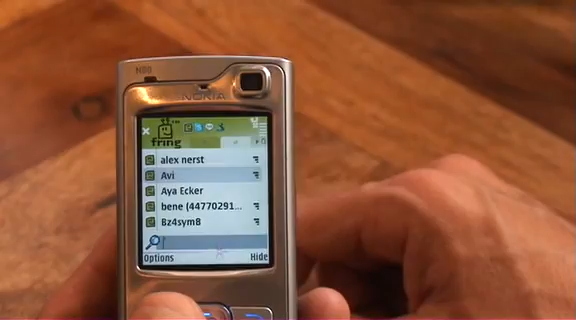 N80
NOKIA
fring
alex nerst
Avi
Aya Ecker
bene (44770291...
Bz4sym8
Options Hide